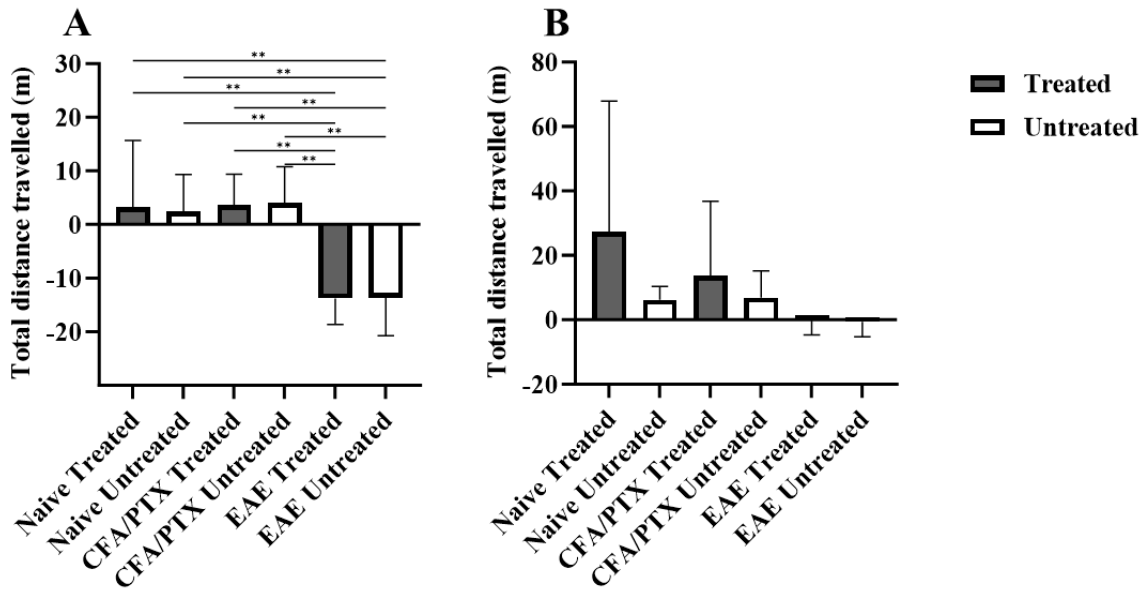 A
Total distance travelled (m)
30
20
10
0
-10
-20
**
**
**
**
**
**
**
**
Naive Treated
Naive Untreated
CFA/PTX Treated
CFA/PTX Untreated
EAE Treated
EAE Untreated
B
Total distance travelled (m)
80
60
40
20
0
-20
Naive Treated
Naive Untreated
CFA/PTX Treated
CFA/PTX Untreated
EAE Treated
EAE Untreated
Treated
Untreated